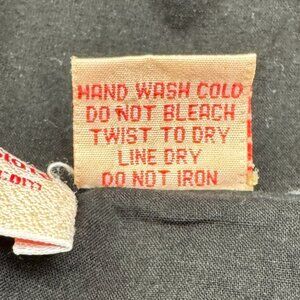 HAND WASH COLD
DO NOT BLEACH
TWIST TO DRY
LINE DRY
DO NOT IRON